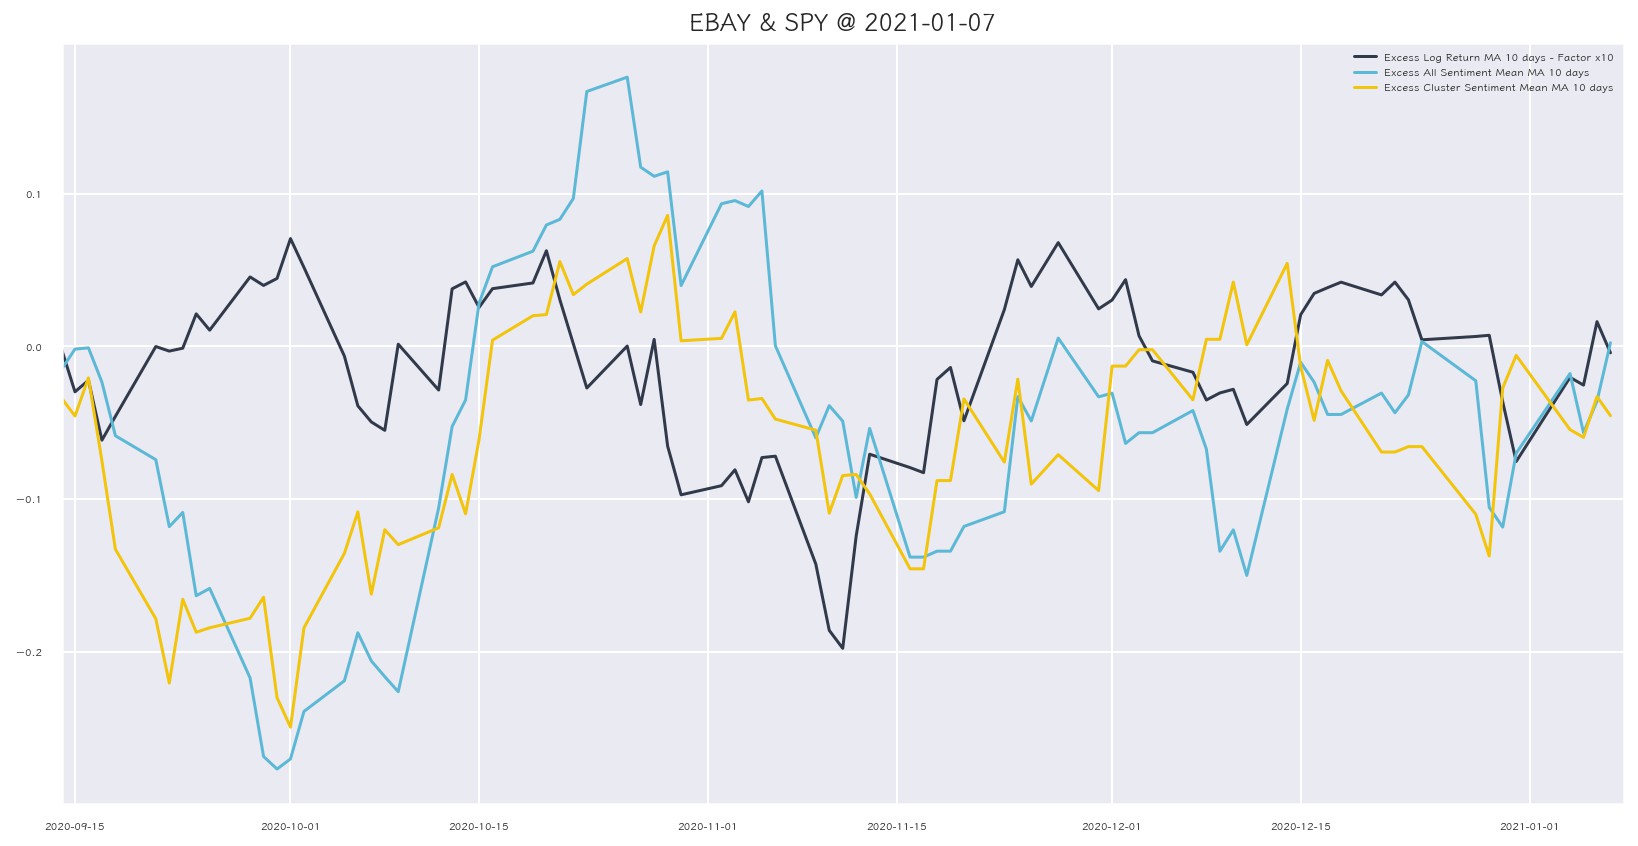 EBAY & SPY @ 2021-01-07
Excess Log Return MA 10 days - Factor x10
Excess All Sentiment Mean MA 10 days
Excess Cluster Sentiment Mean MA 10 days
0.1
0.0
−0.1
−0.2
2020-09-15 2020-10-01 2020-10-15 2020-11-01 2020-11-15 2020-12-01 2020-12-15 2021-01-01